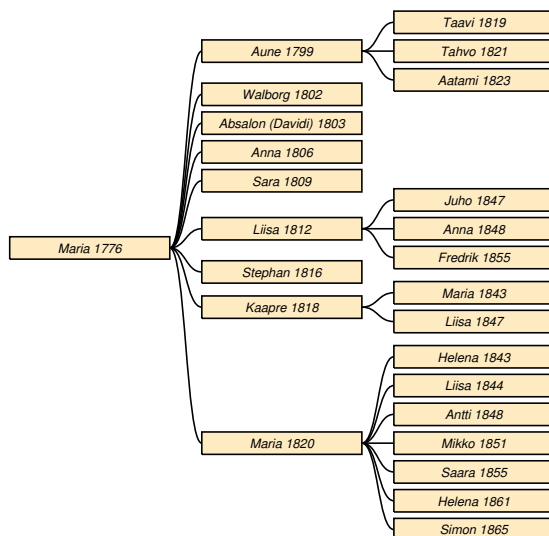 Maria 1776
Aune 1799
Taavi 1819
Tahvo 1821
Aatami 1823
Walborg 1802
Absalon (Davidi) 1803
Anna 1806
Sara 1809
Liisa 1812
Juho 1847
Anna 1848
Fredrik 1855
Stephan 1816
Kaapre 1818
Maria 1843
Liisa 1847
Maria 1820
Helena 1843
Liisa 1844
Antti 1848
Mikko 1851
Saara 1855
Helena 1861
Simon 1865